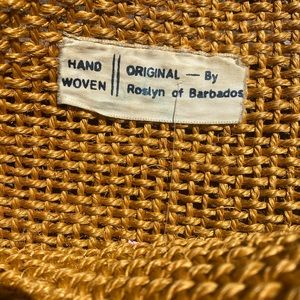 HAND WOVEN || ORIGINAL — By
Roslyn of Barbados